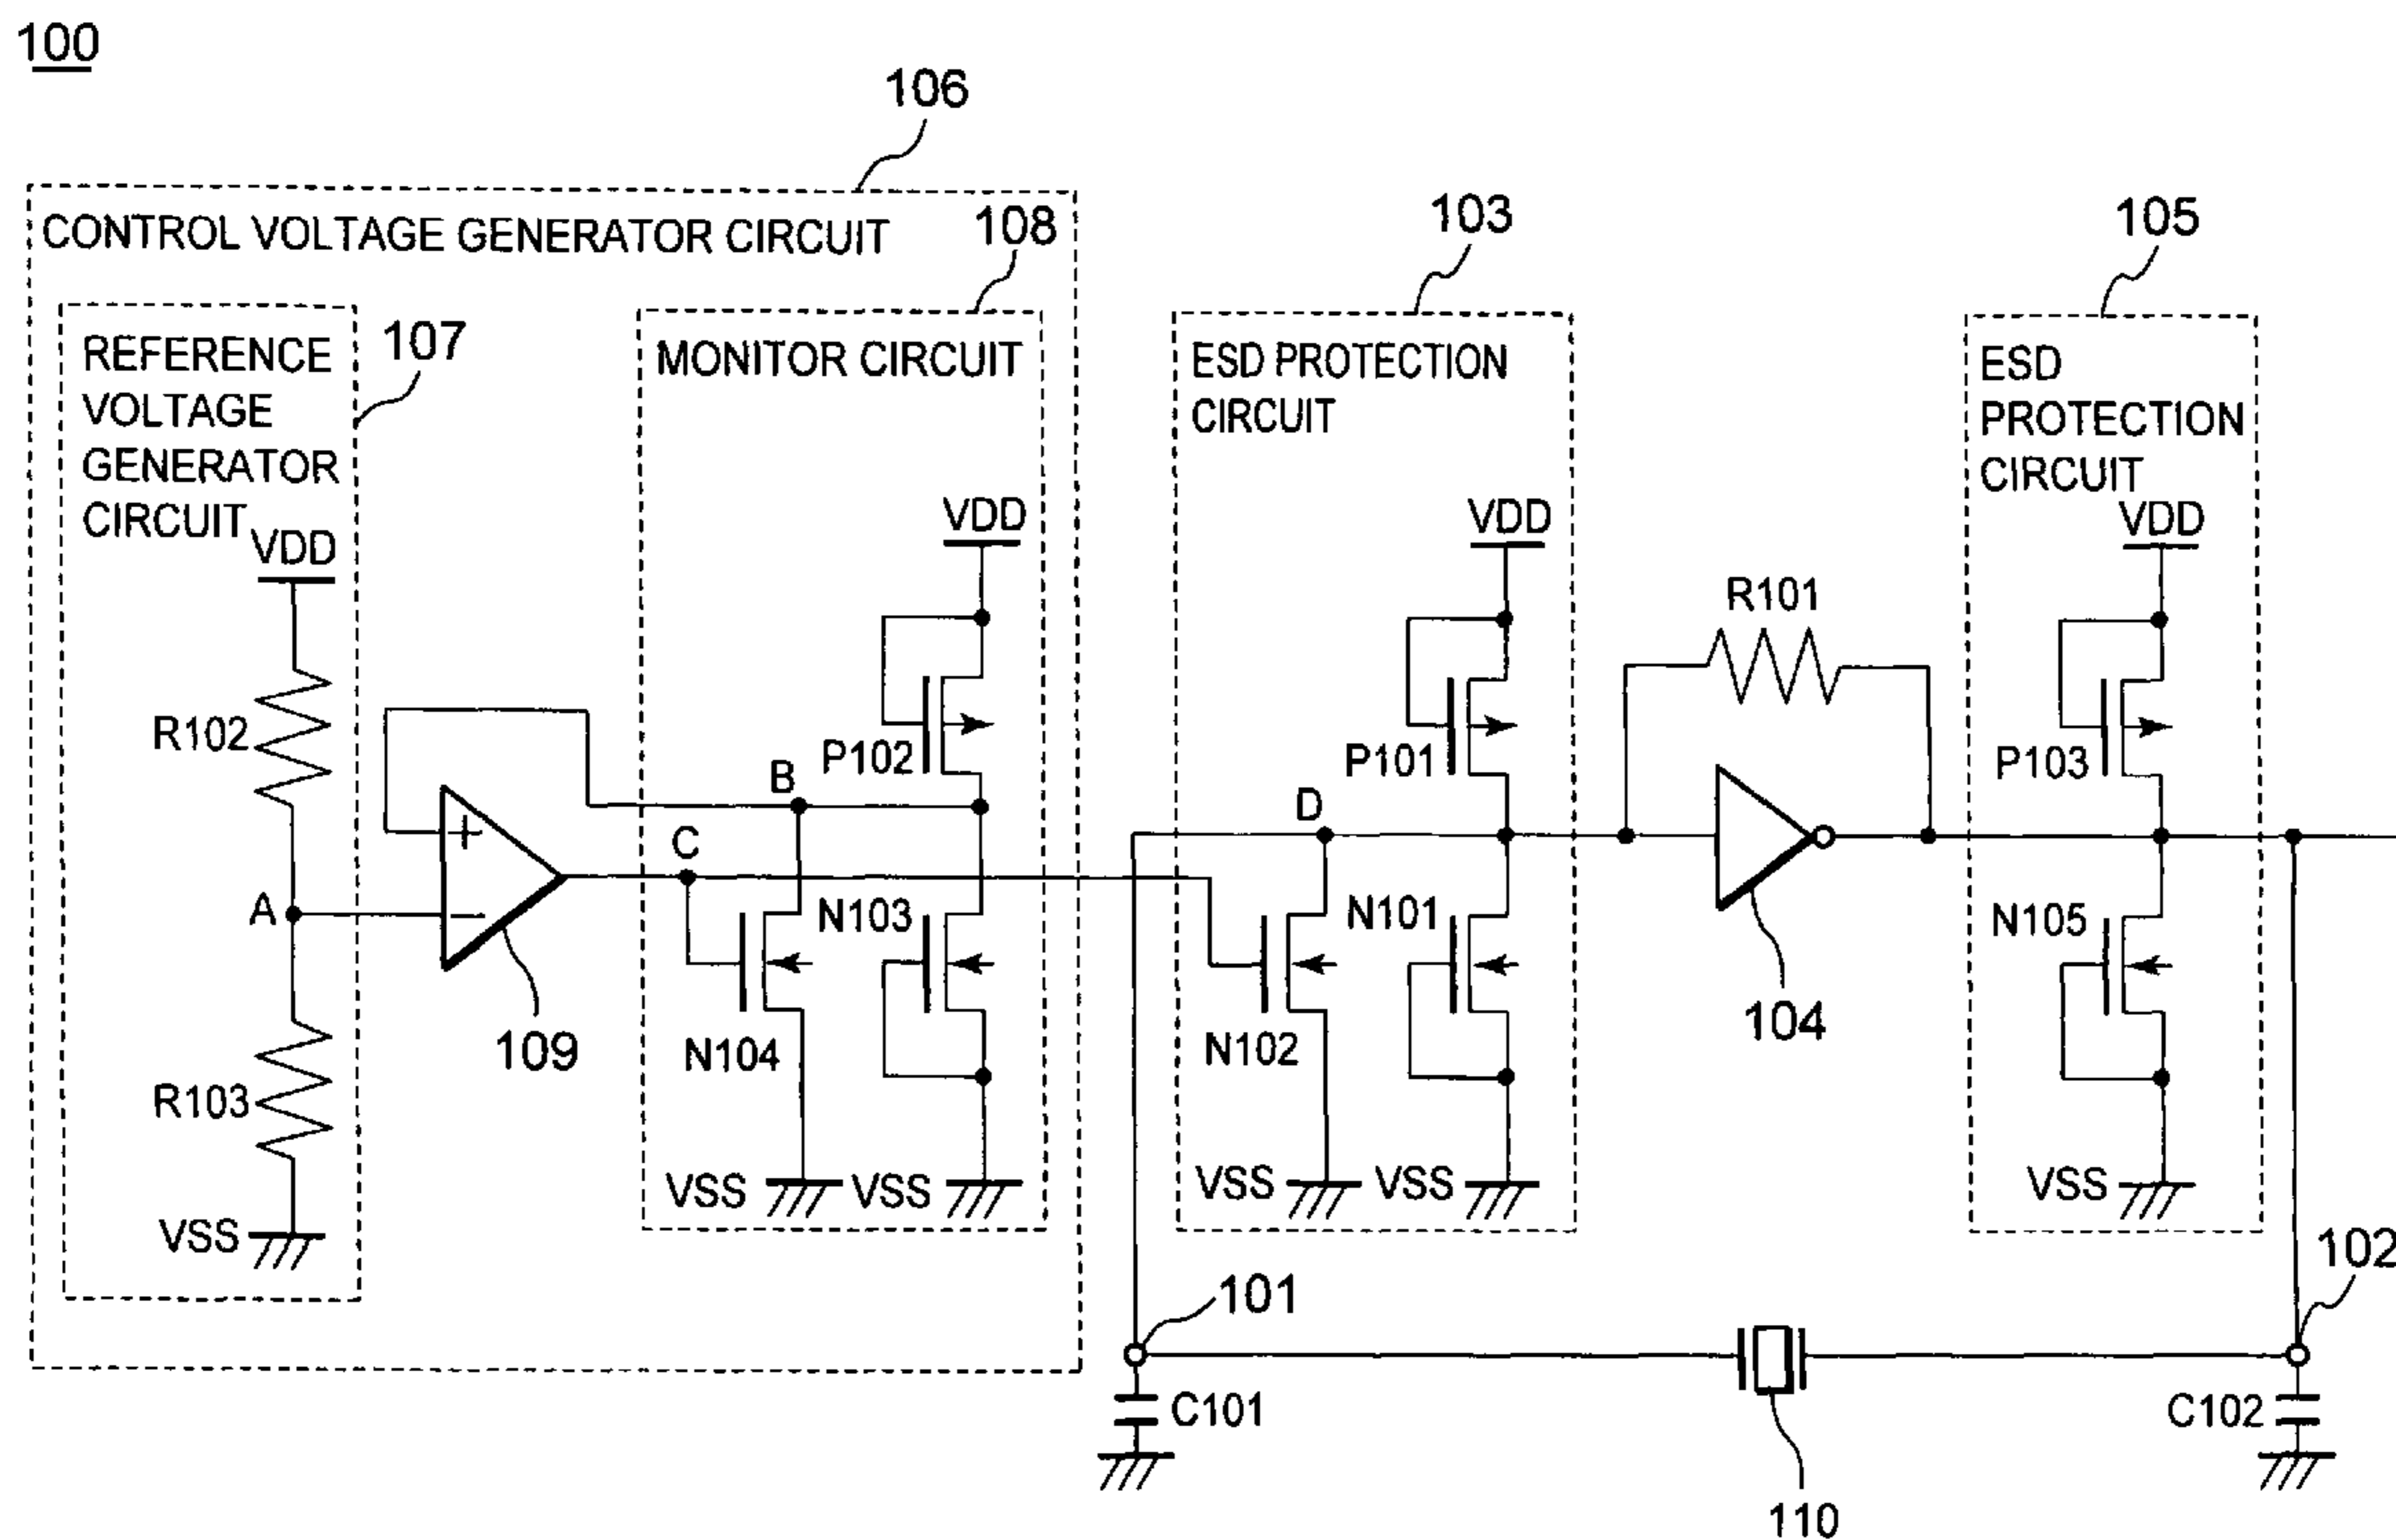 100
106
CONTROL VOLTAGE GENERATOR CIRCUIT
108
103
105
REFERENCE
VOLTAGE
GENERATOR
CIRCUIT
107
MONITOR CIRCUIT
ESD PROTECTION
CIRCUIT
ESD
PROTECTION
CIRCUIT
VDD
VDD
VDD
VDD
R101
R102
P102
P101
P103
B
D
+
C
A
−
N103
N101
N105
109
N104
N102
104
R103
VSS
VSS
VSS
VSS
VSS
VSS
101
102
C101
C102
110